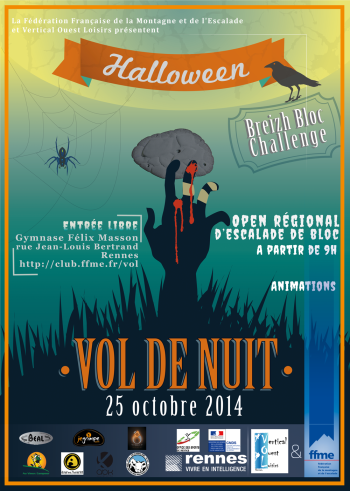 La Fédération Française de la Montagne et de l'Escalade
et Vertical Ouest Loisirs présentent
Halloween
Breizh Bloc
Challenge
ENTRÉE LIBRE
Gymnase Félix Masson
rue Jean-Louis Bertrand
Rennes
http://club.ffme.fr/vol
OPEN RÉGIONAL
D'ESCALADE DE BLOC
A PARTIR DE 9H
ANIMATIONS
• VOL DE NUIT •
25 octobre 2014
BEAL
rennes
VIVRE EN INTELLIGENCE
Vertical
&
ffme